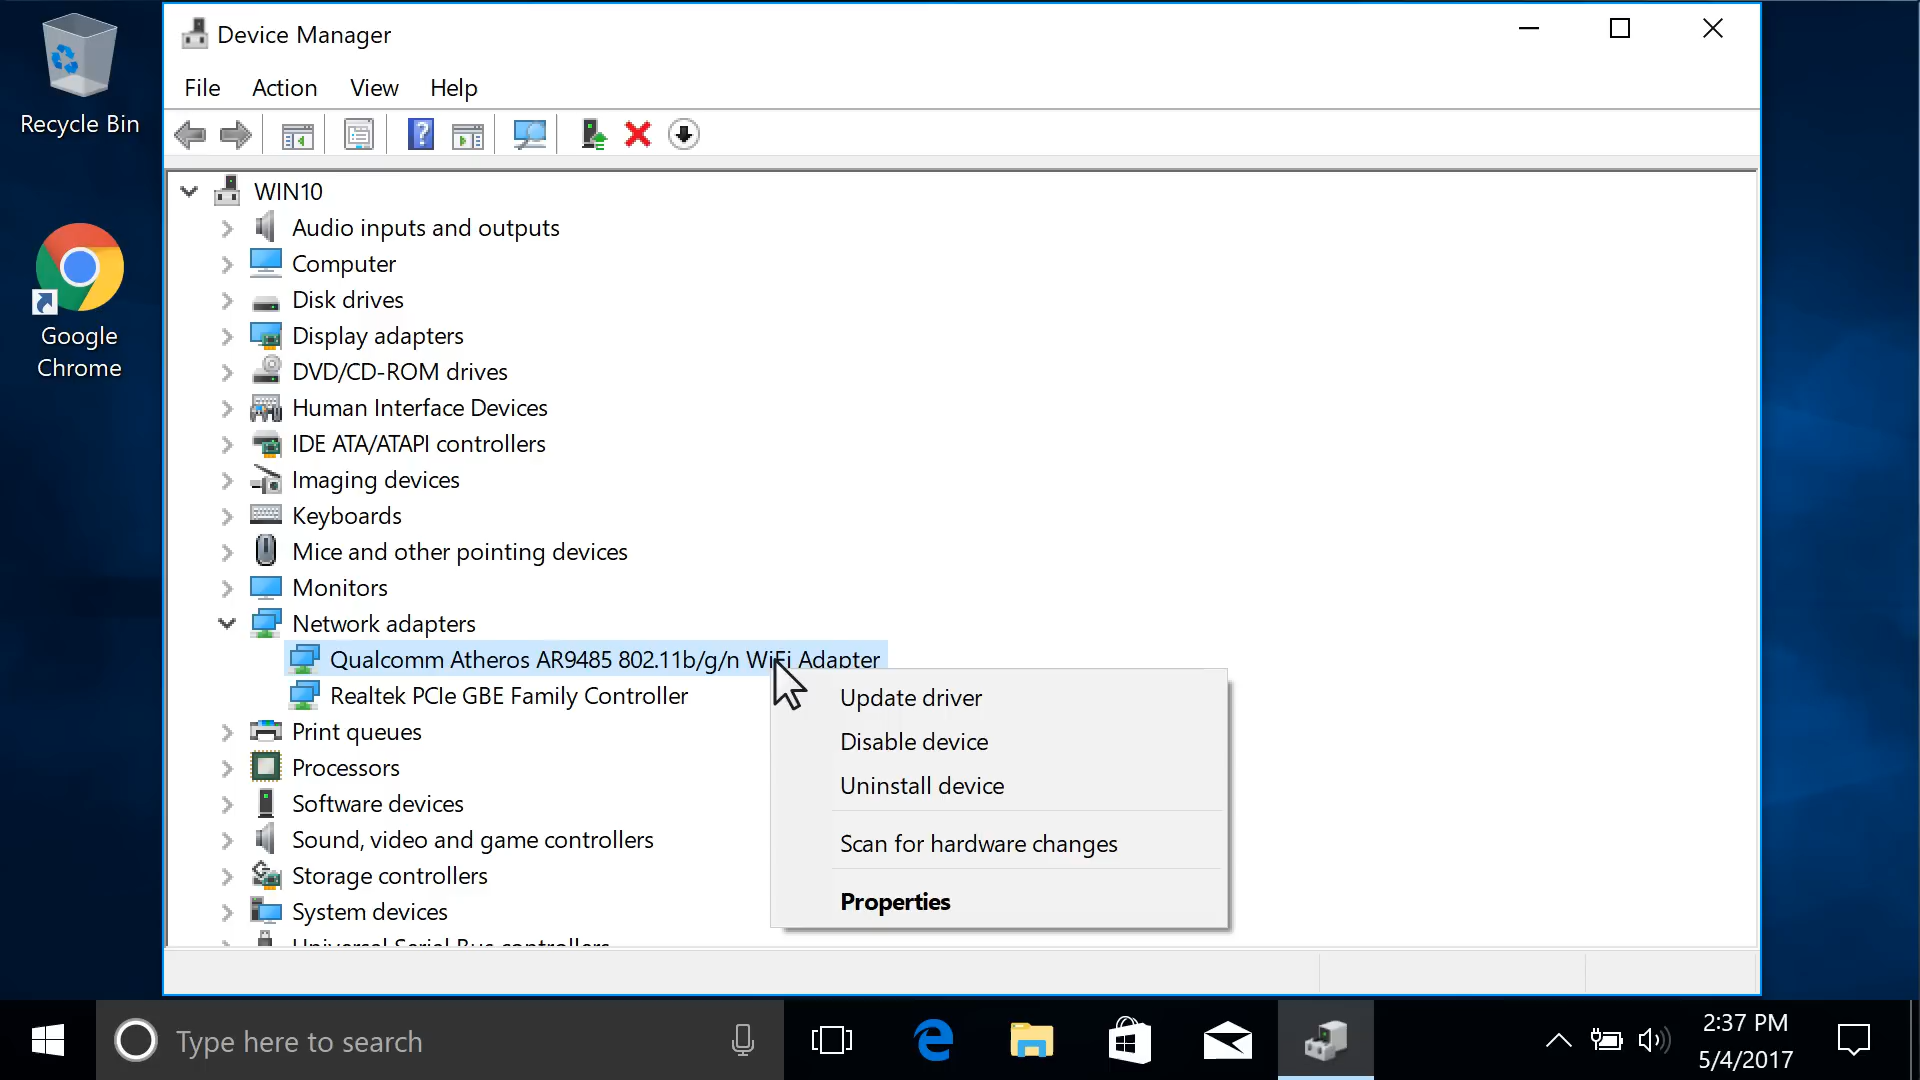 Recycle Bin
Google
Chrome
Device Manager
File Action View Help
WIN10
Audio inputs and outputs
Computer
Disk drives
Display adapters
DVD/CD-ROM drives
Human Interface Devices
IDE ATA/ATAPI controllers
Imaging devices
Keyboards
Mice and other pointing devices
Monitors
Network adapters
Qualcomm Atheros AR9485 802.11b/g/n WiFi Adapter
Realtek PCIe GBE Family Controller
Print queues
Processors
Software devices
Sound, video and game controllers
Storage controllers
System devices
Universal Serial Bus controllers
Update driver
Disable device
Uninstall device
Scan for hardware changes
Properties
Type here to search
2:37 PM
5/4/2017